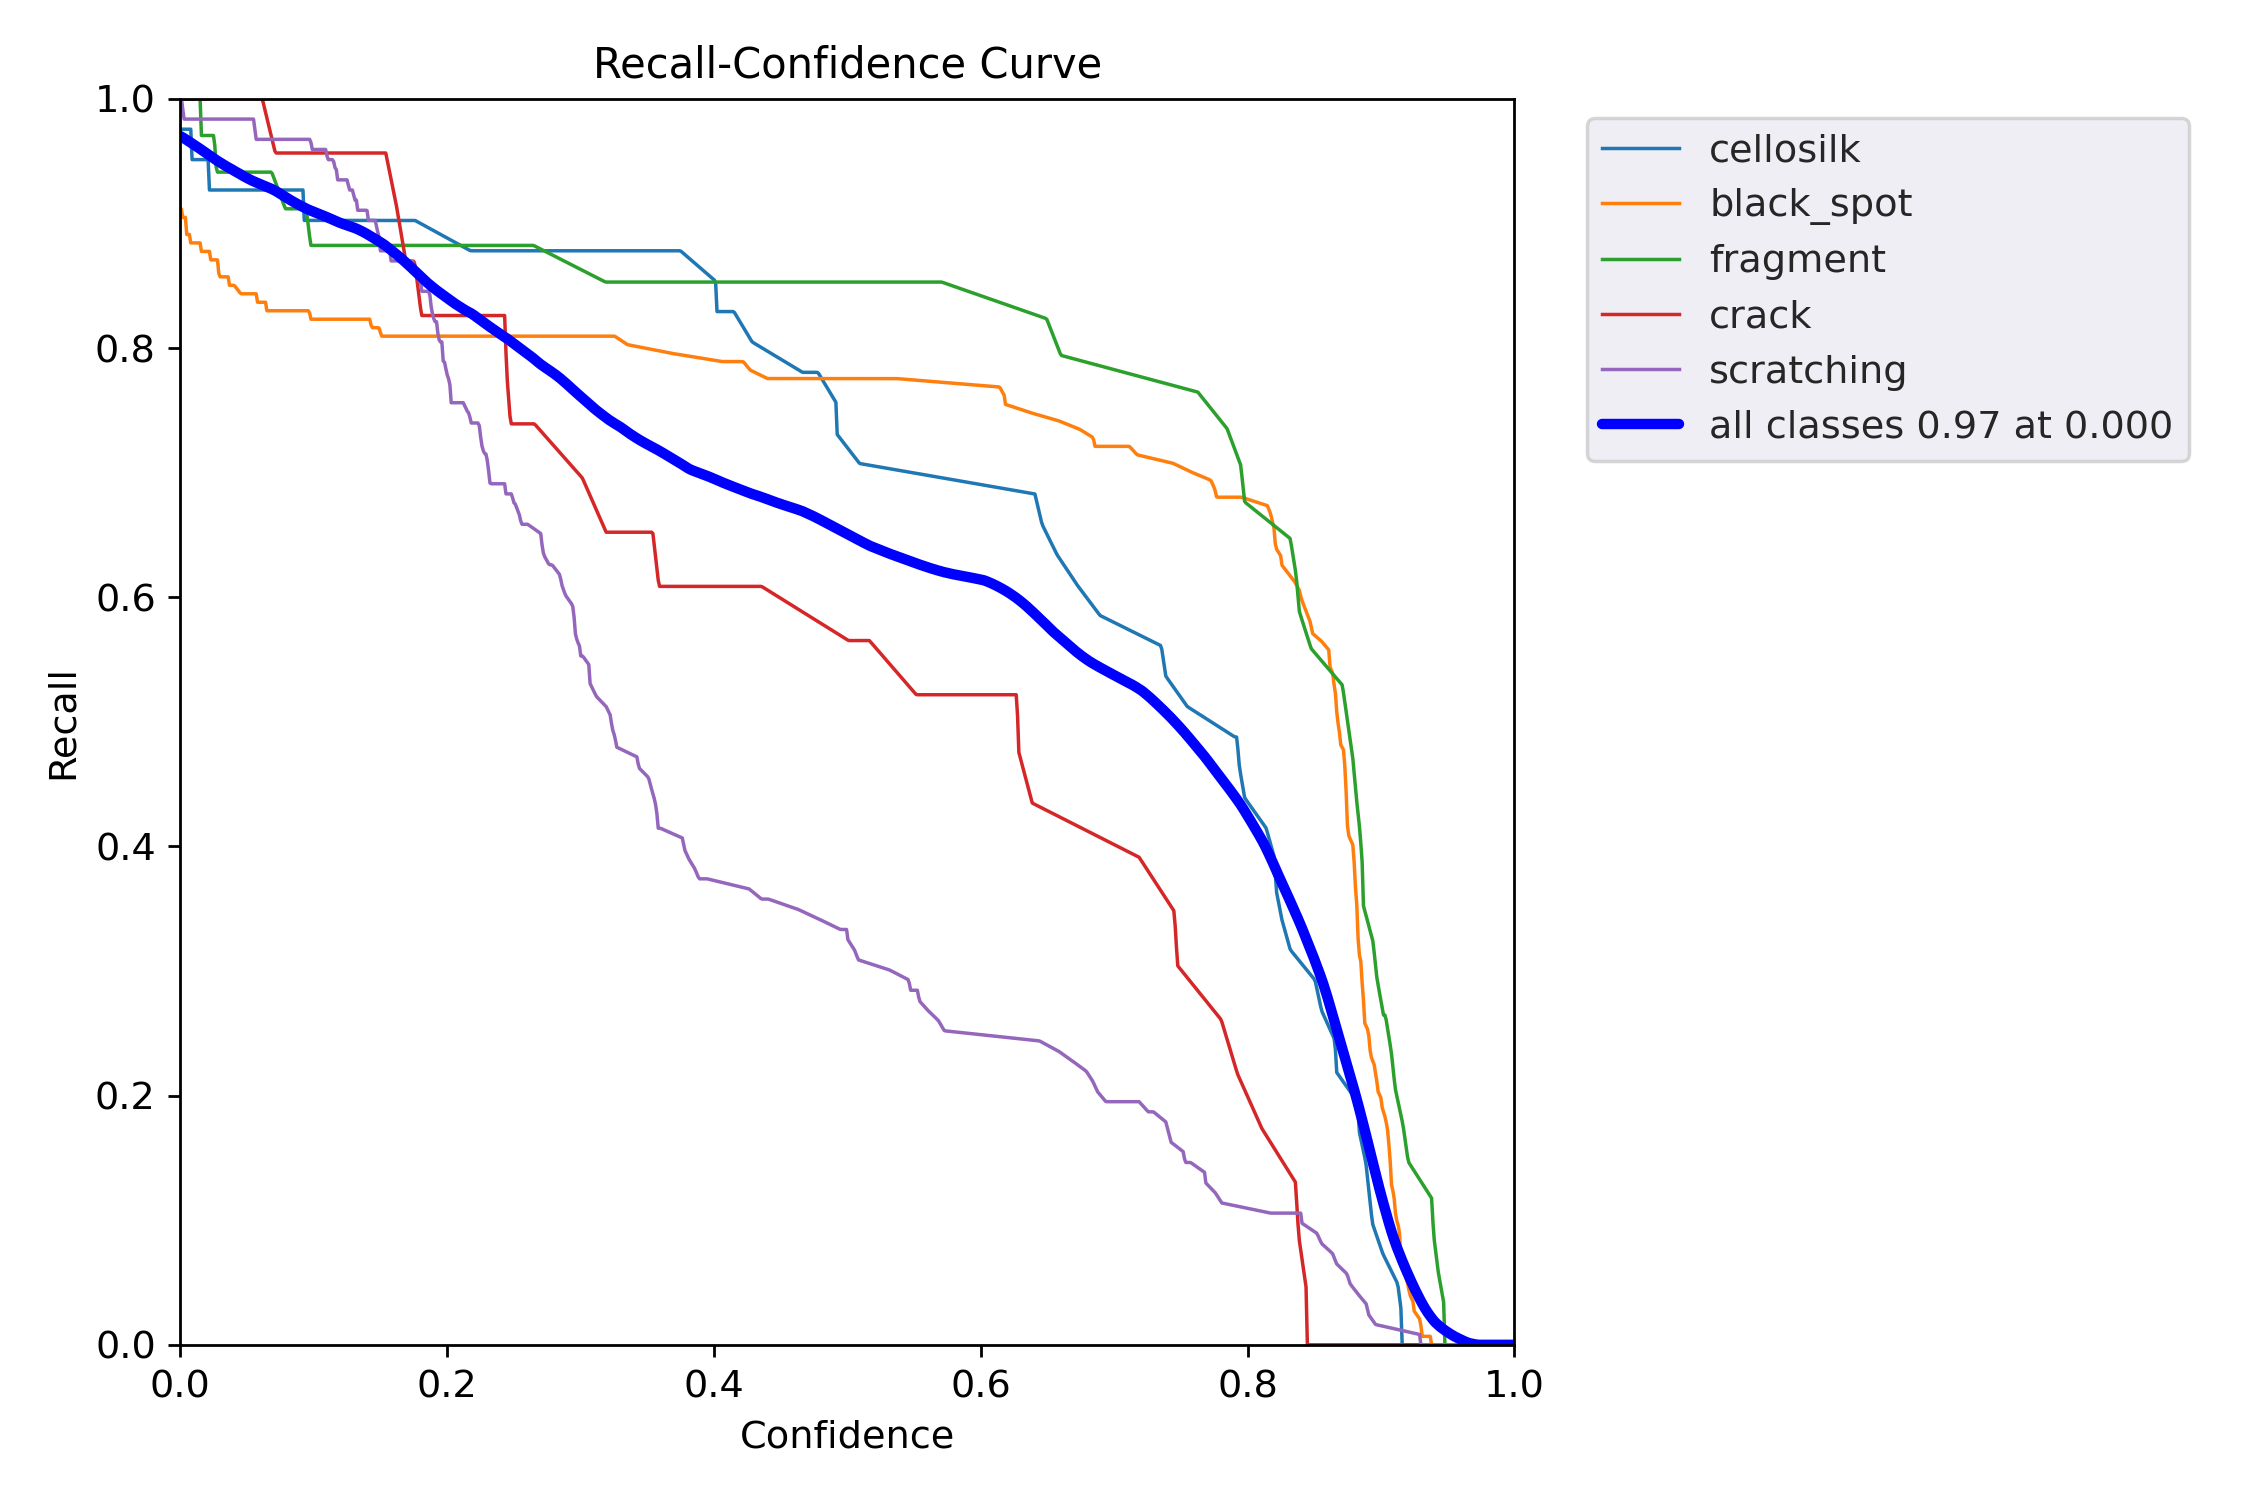 Recall-Confidence Curve
1.0
0.8
0.6
0.4
0.2
0.0
Recall
0.0 0.2 0.4 0.6 0.8 1.0
Confidence
cellosilk
black_spot
fragment
crack
scratching
all classes 0.97 at 0.000